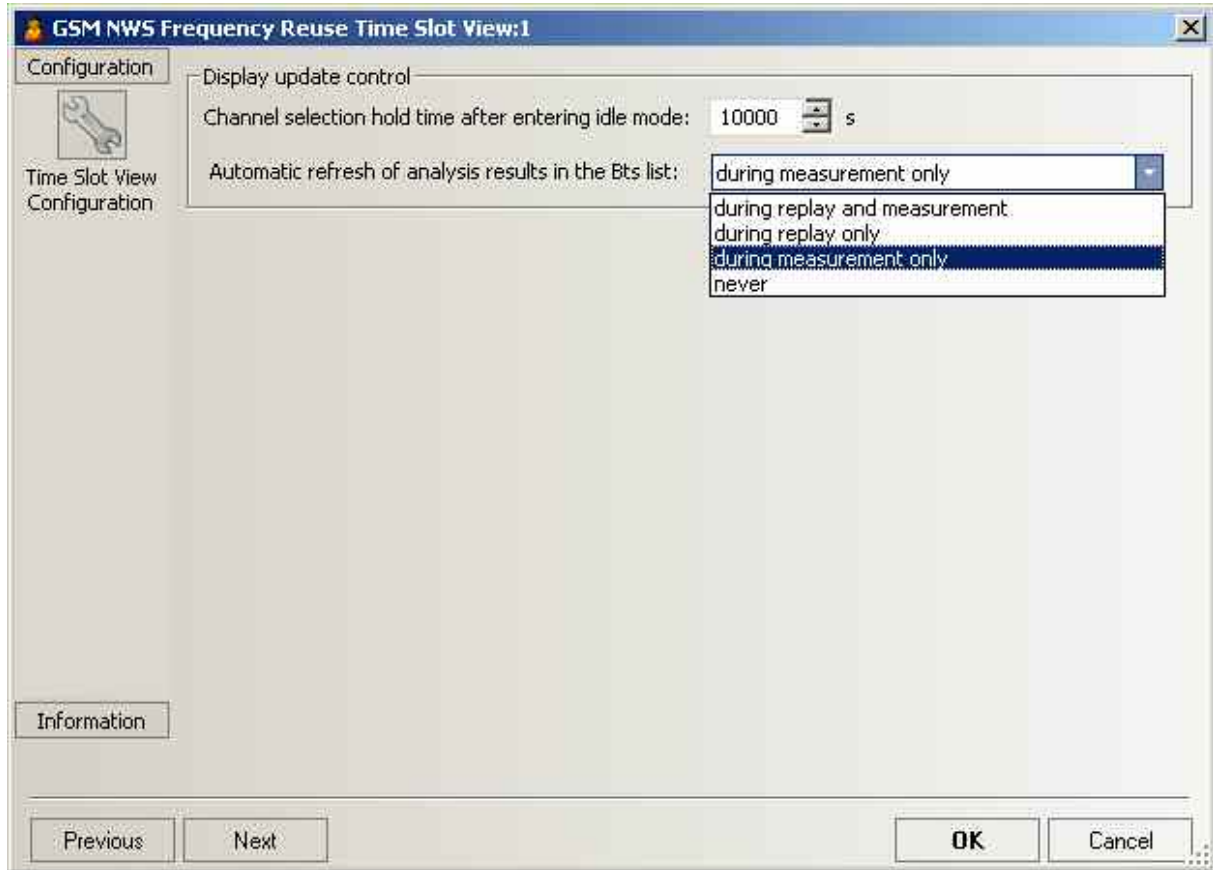 GSM NWS Frequency Reuse Time Slot View:1
Configuration
Time Slot View
Configuration
Display update control
Channel selection hold time after entering idle mode: 10000 s
Automatic refresh of analysis results in the Bts list: during measurement only
during replay and measurement
during replay only
during measurement only
never
Information
Previous Next OK Cancel